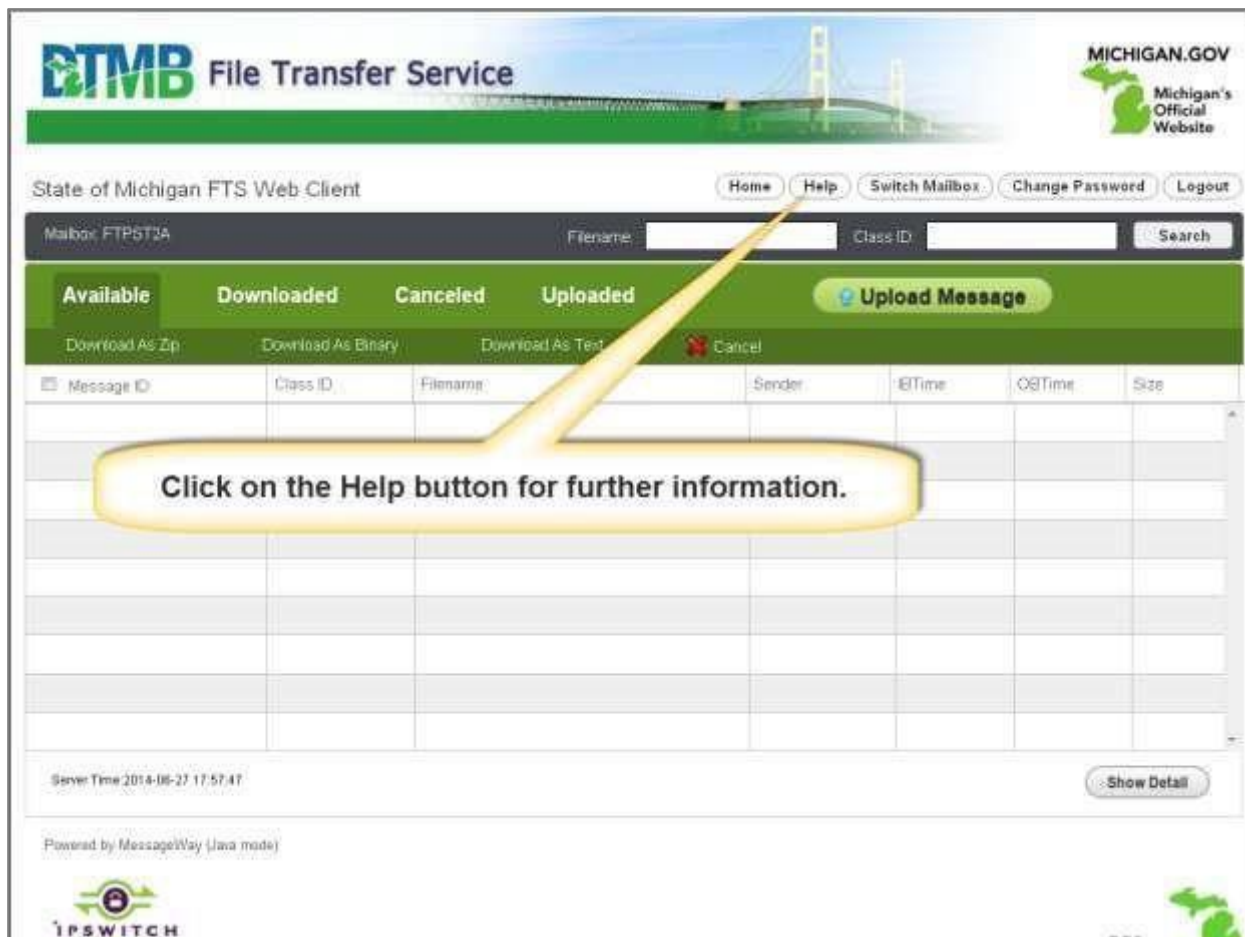 DTMB File Transfer Service
MICHIGAN.GOV
Michigan's
Official
Website
State of Michigan FTS Web Client
Home Help Switch Mailbox Change Password Logout
Mailbox: FTPST2A Filename: Class ID: Search
Available Downloaded Canceled Uploaded Upload Message
Download As Zip Download As Binary Download As Text Cancel
Message ID Class ID Filename Sender IBTime OBTime Size
Click on the Help button for further information.
Server Time:2014-06-27 17:57:47
Show Detail
Powered by MessageWay (Java mode)
IPSWITCH